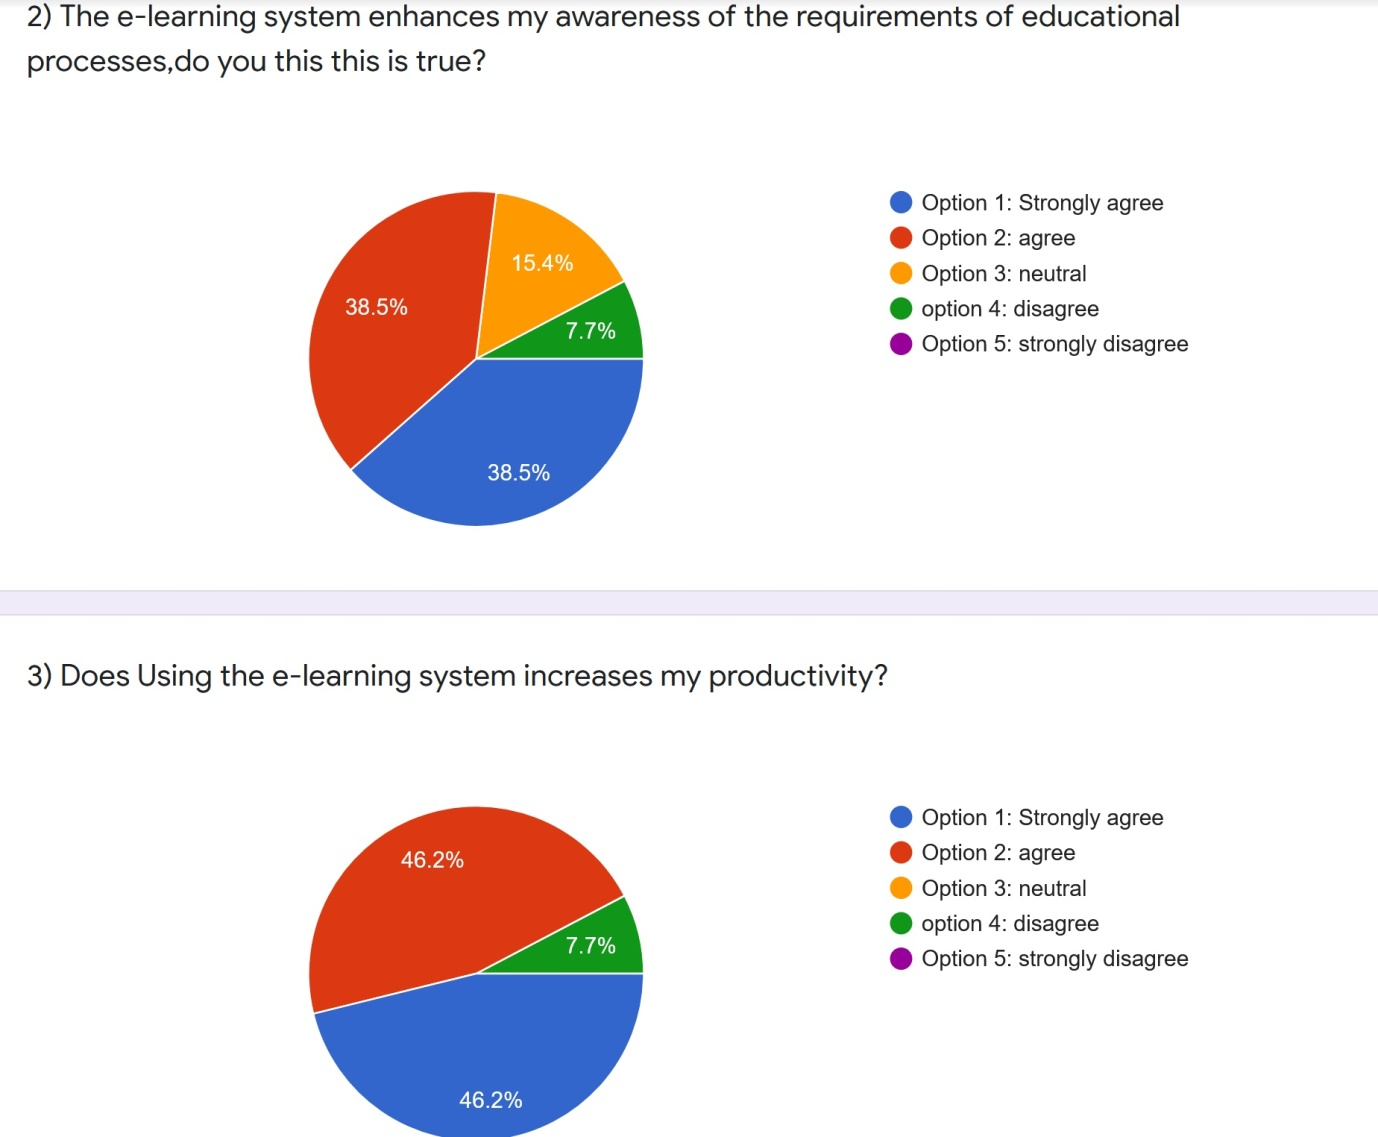 2) The e-learning system enhances my awareness of the requirements of educational
processes,do you this this is true?
Option 1: Strongly agree
Option 2: agree
Option 3: neutral
option 4: disagree
Option 5: strongly disagree
15.4%
38.5%
7.7%
38.5%
3) Does Using the e-learning system increases my productivity?
Option 1: Strongly agree
Option 2: agree
Option 3: neutral
option 4: disagree
Option 5: strongly disagree
46.2%
7.7%
46.2%